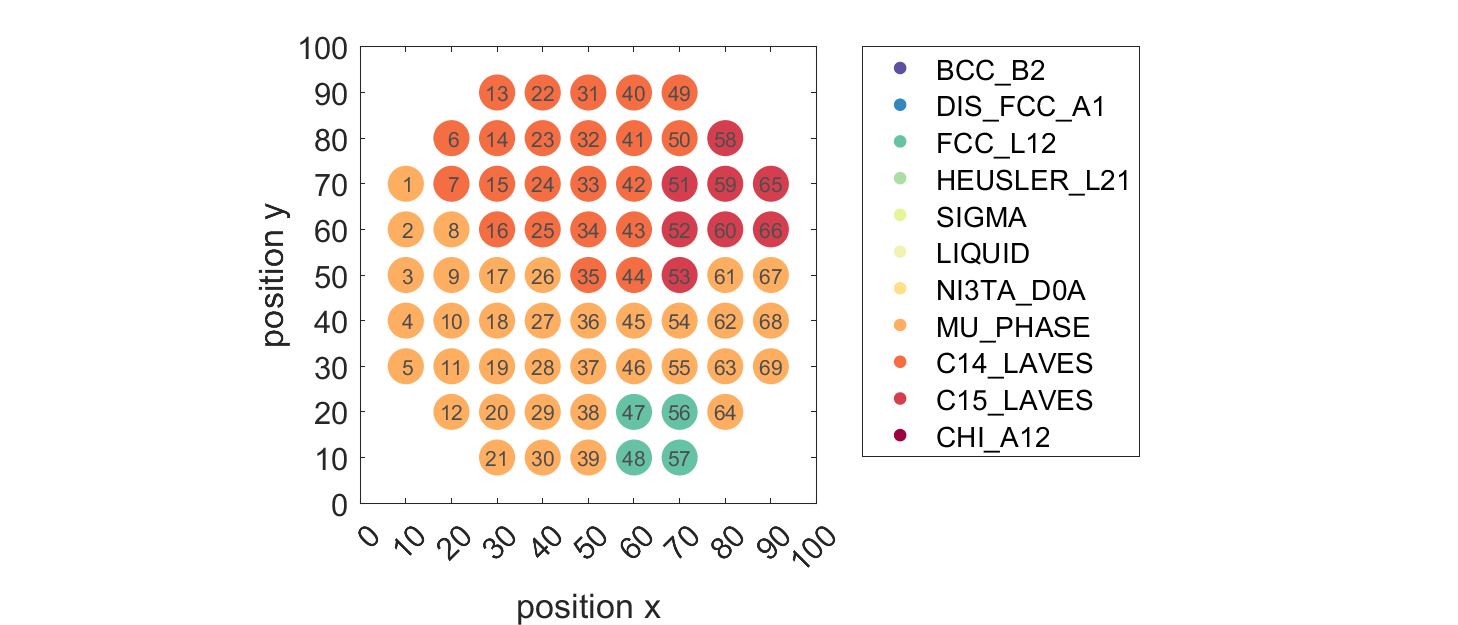 100
90 13 22 31 40 49
80 6 14 23 32 41 50 58
70 1 7 15 24 33 42 51 59 65
60 2 8 16 25 34 43 52 60 66
50 3 9 17 26 35 44 53 61 67
40 4 10 18 27 36 45 54 62 68
30 5 11 19 28 37 46 55 63 69
20 12 20 29 38 47 56 64
10 21 30 39 48 57
0
0 10 20 30 40 50 60 70 80 90 100
position x
position y
BCC_B2
DIS_FCC_A1
FCC_L12
HEUSLER_L21
SIGMA
LIQUID
NI3TA_D0A
MU_PHASE
C14_LAVES
C15_LAVES
CHI_A12